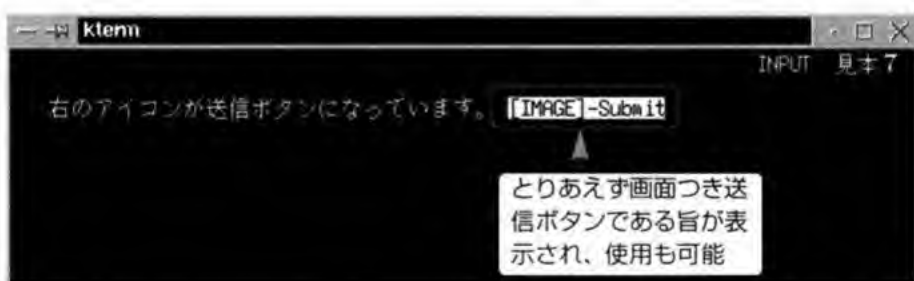 kterm
INPUT 見本7
右のアイコンが送信ボタンになっています。 [IMAGE]-Submit
とりあえず画面つき送
信ボタンである旨が表
示され、使用も可能